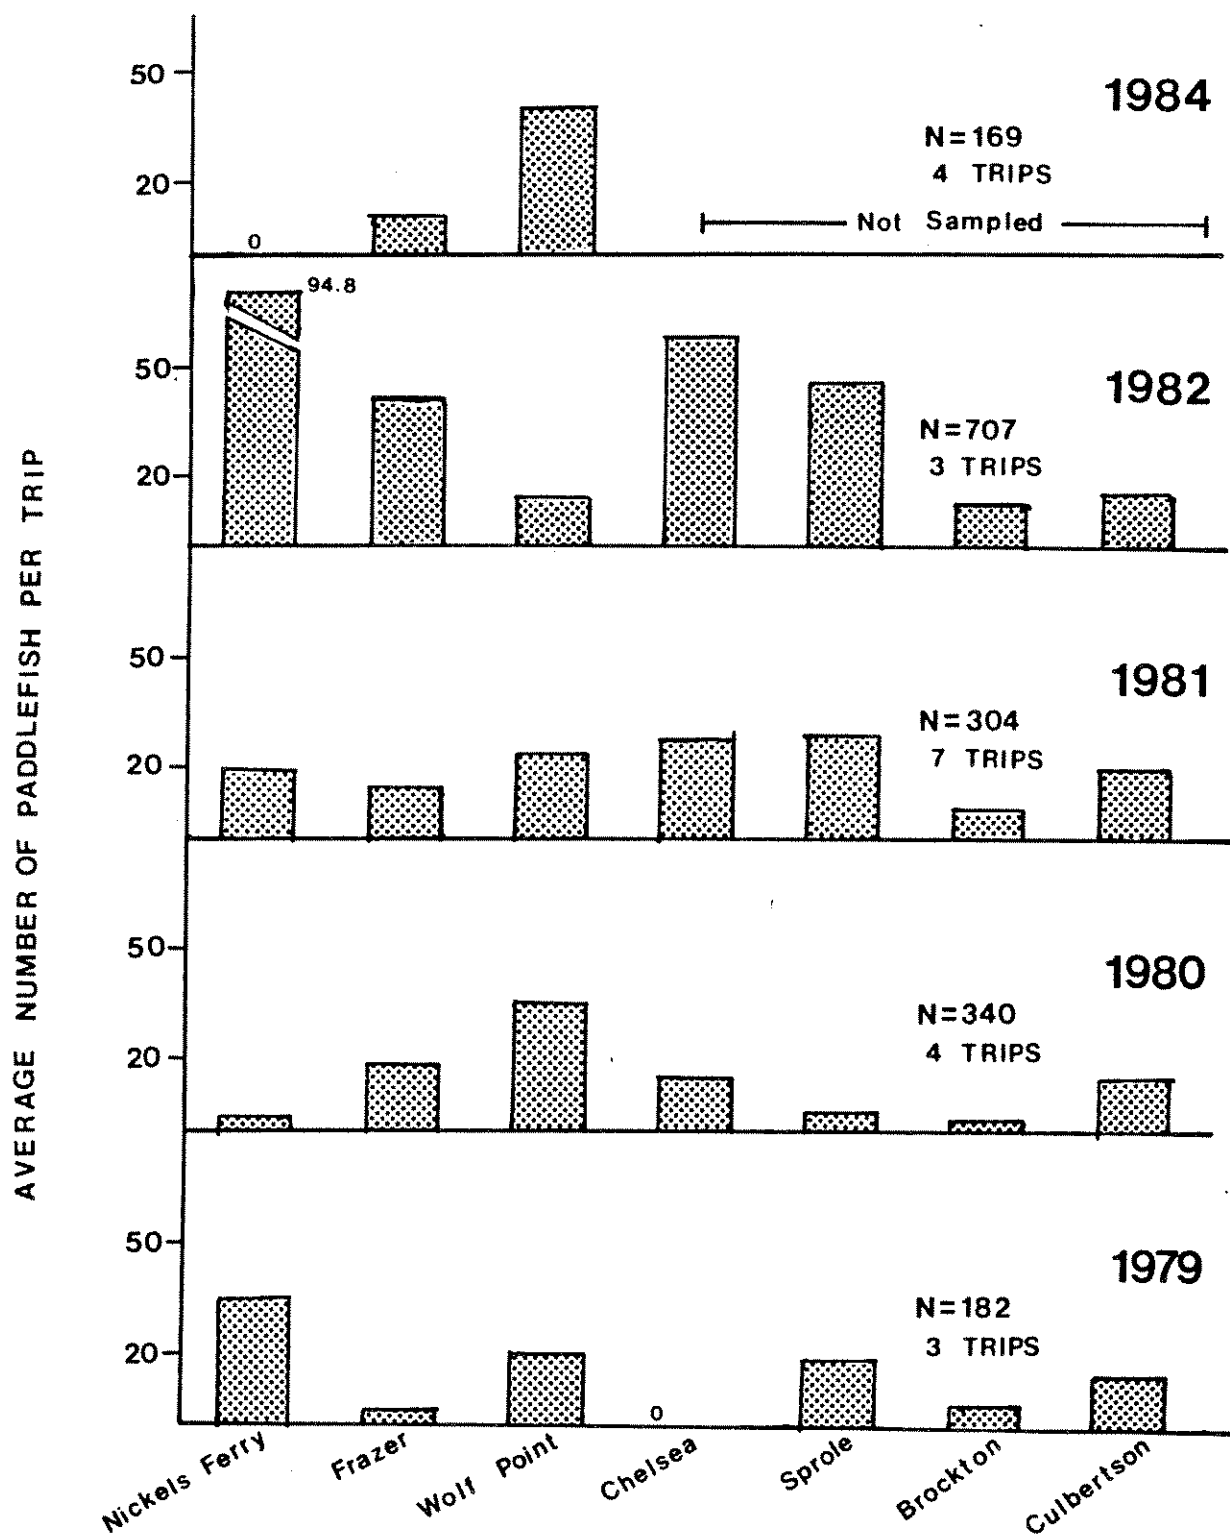 AVERAGE NUMBER OF PADDLEFISH PER TRIP
50
20
0
1984
N=169
4 TRIPS
Not Sampled
94.8
50
20
1982
N=707
3 TRIPS
50
20
1981
N=304
7 TRIPS
50
20
1980
N=340
4 TRIPS
50
20
0
1979
N=182
3 TRIPS
Nickels Ferry
Frazer
Wolf Point
Chelsea
Sprole
Brockton
Culbertson